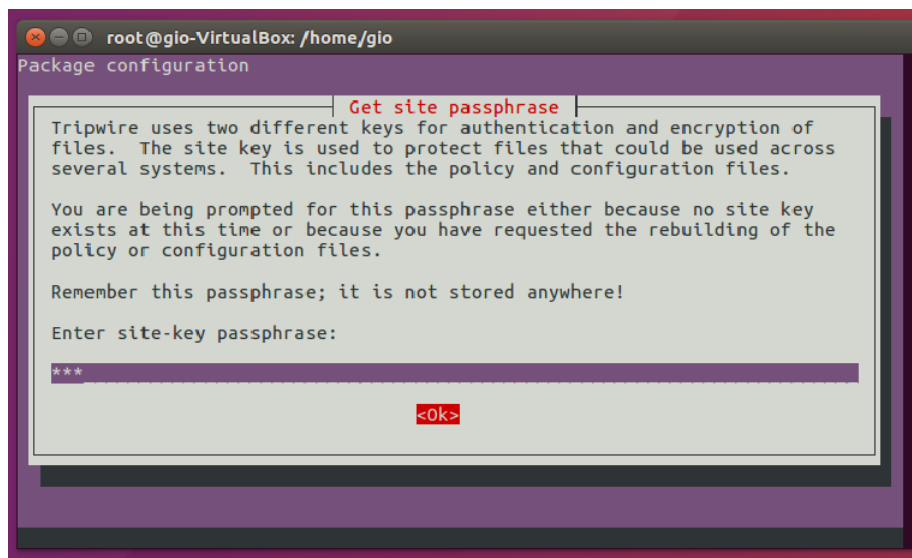 root@gio-VirtualBox: /home/gio
Package configuration
Get site passphrase
Tripwire uses two different keys for authentication and encryption of
files.  The site key is used to protect files that could be used across
several systems.  This includes the policy and configuration files.
You are being prompted for this passphrase either because no site key
exists at this time or because you have requested the rebuilding of the
policy or configuration files.
Remember this passphrase; it is not stored anywhere!
Enter site-key passphrase:
***
<Ok>